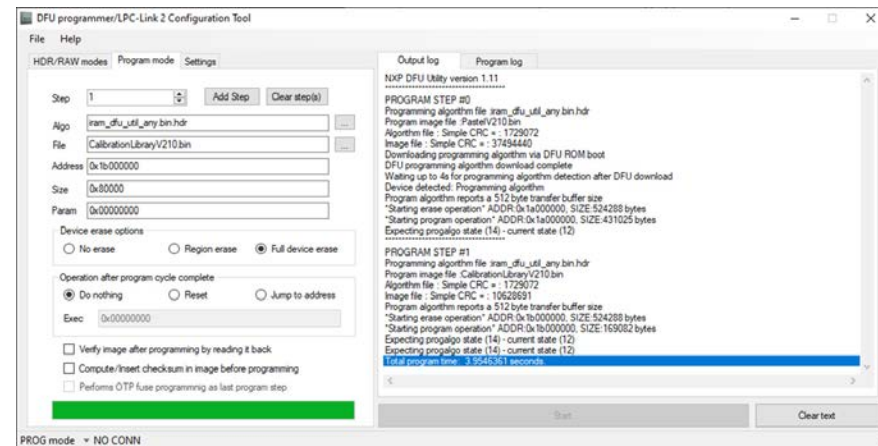 DFU programmer/LPC-Link 2 Configuration Tool
File Help
HDR/RAW modes Program mode Settings
Step 1 Add Step Clear step(s)
Algo iram_dfu_util_any.bin.hdr ...
File CalibrationLibraryV210.bin ...
Address 0x1b000000
Size 0x80000
Param 0x00000000
Device erase options
No erase Region erase Full device erase
Operation after program cycle complete
Do nothing Reset Jump to address
Exec 0x00000000
Verify image after programming by reading it back
Compute/Insert checksum in image before programming
Performs OTP fuse programmnig as last program step
PROG mode NO CONN
Output log Program log
NXP DFU Utility version 1.11
************************************
PROGRAM STEP #0
Programming algorithm file :iram_dfu_util_any.bin.hdr
Program image file :PastelV210.bin
Algorithm file : Simple CRC = : 1729072
Image file : Simple CRC = : 37494440
Downloading programming algorithm via DFU ROM boot
DFU programming algorithm download complete
Waiting up to 4s for programming algorithm detection after DFU download
Device detected: Programming algorithm
Program algorithm reports a 512 byte transfer buffer size
"Starting erase operation" ADDR:0x1a000000, SIZE:524288 bytes
"Starting program operation" ADDR:0x1a000000, SIZE:431025 bytes
Expecting progalgo state (14) - current state (12)
************************************
PROGRAM STEP #1
Programming algorithm file :iram_dfu_util_any.bin.hdr
Program image file :CalibrationLibraryV210.bin
Algorithm file : Simple CRC = : 1729072
Image file : Simple CRC = : 10628691
Program algorithm reports a 512 byte transfer buffer size
"Starting erase operation" ADDR:0x1b000000, SIZE:524288 bytes
"Starting program operation" ADDR:0x1b000000, SIZE:169082 bytes
Expecting progalgo state (14) - current state (12)
Expecting progalgo state (14) - current state (12)
Total program time: 3.9546361 seconds.
Start Clear text